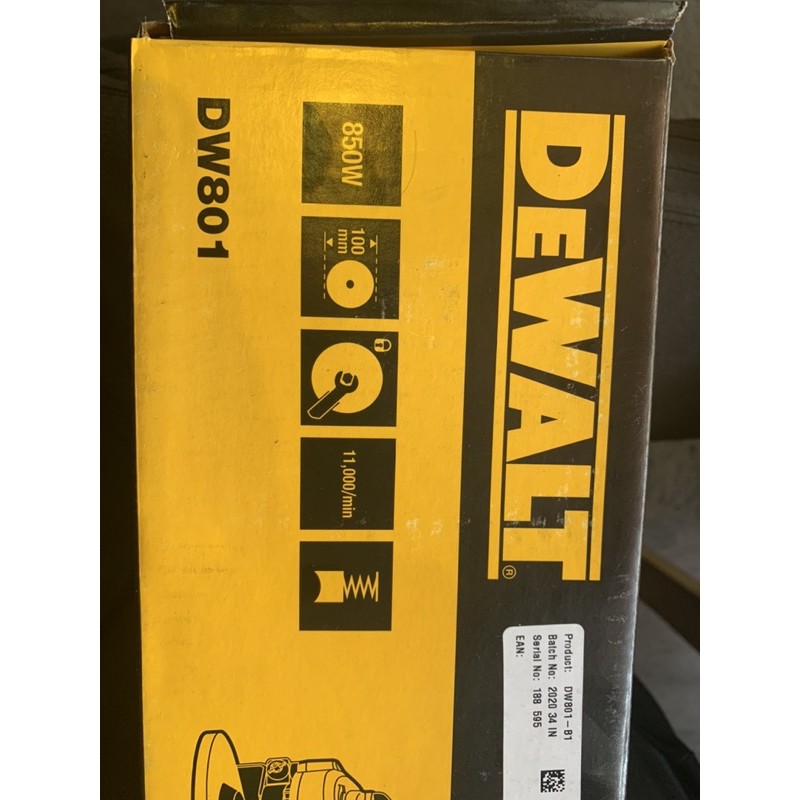 DEWALT®
850W
100
mm
11,000/min
DW801
Product: DW801-B1
Batch No: 2020 34 IN
Serial No: 188 595
EAN: